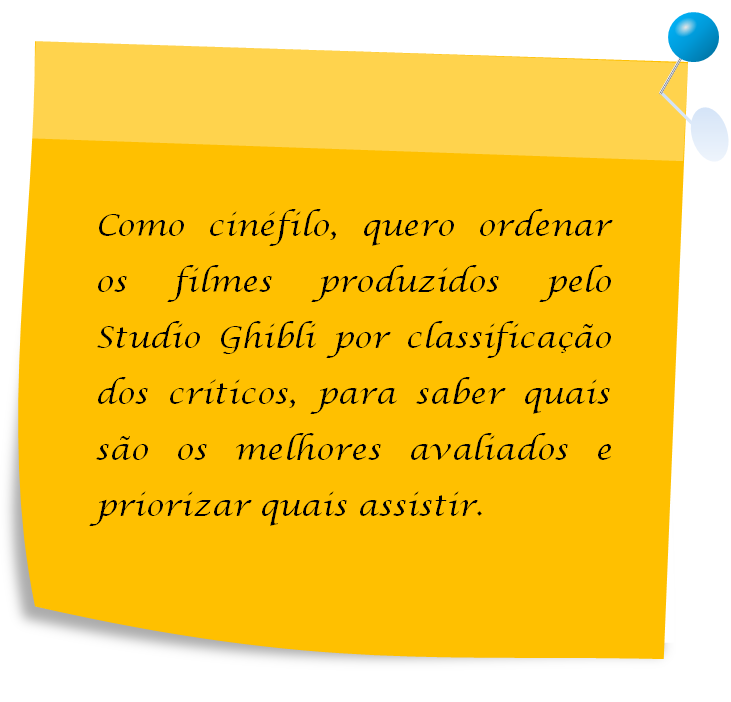 Como cinéfilo, quero ordenar
os filmes produzidos pelo
Studio Ghibli por classificação
dos críticos, para saber quais
são os melhores avaliados e
priorizar quais assistir.